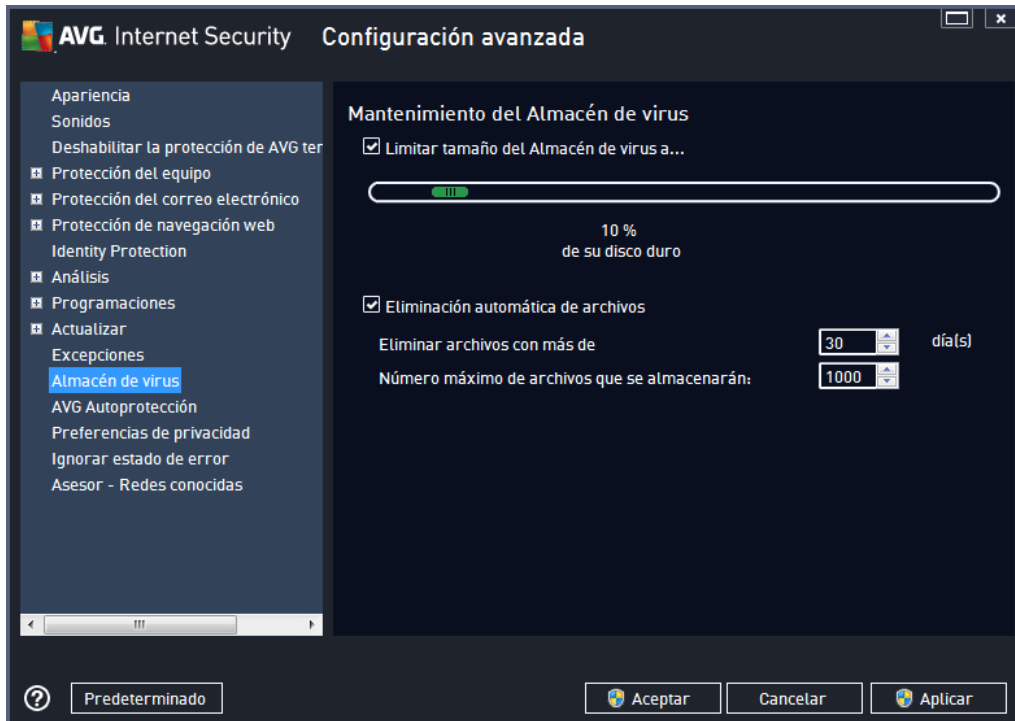 AVG. Internet Security Configuración avanzada
Apariencia
Sonidos
Deshabilitar la protección de AVG ter
Protección del equipo
Protección del correo electrónico
Protección de navegación web
Identity Protection
Análisis
Programaciones
Actualizar
Excepciones
Almacén de virus
AVG Autoprotección
Preferencias de privacidad
Ignorar estado de error
Asesor - Redes conocidas
Mantenimiento del Almacén de virus
Limitar tamaño del Almacén de virus a...
10 %
de su disco duro
Eliminación automática de archivos
Eliminar archivos con más de 30 día(s)
Número máximo de archivos que se almacenarán: 1000
Predeterminado
Aceptar
Cancelar
Aplicar